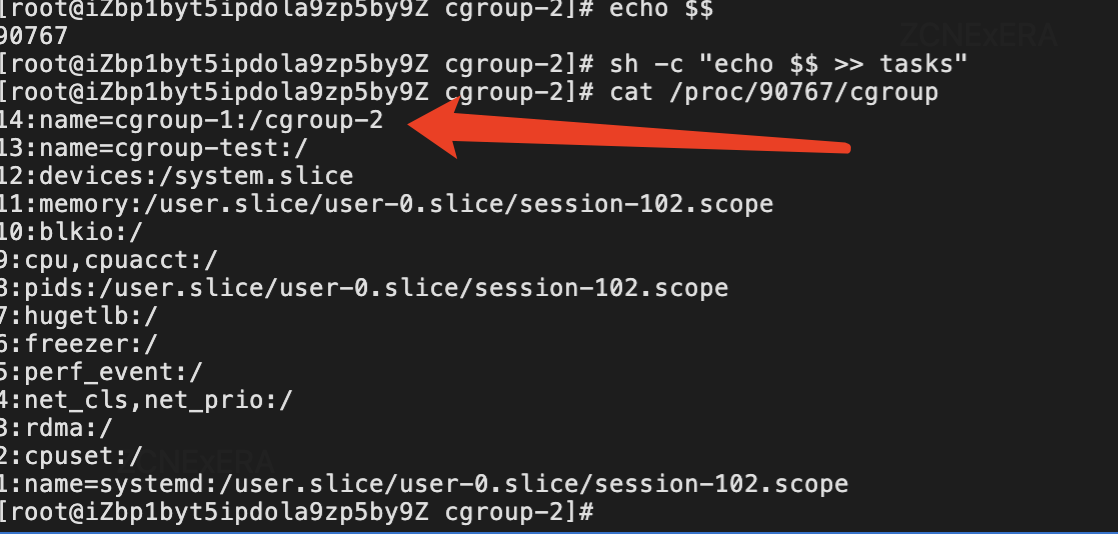 [root@iZbp1byt5ipdola9zp5by9Z cgroup-2]# echo $$
90767
[root@iZbp1byt5ipdola9zp5by9Z cgroup-2]# sh -c "echo $$ >> tasks"
[root@iZbp1byt5ipdola9zp5by9Z cgroup-2]# cat /proc/90767/cgroup
14:name=cgroup-1:/cgroup-2
13:name=cgroup-test:/
12:devices:/system.slice
11:memory:/user.slice/user-0.slice/session-102.scope
10:blkio:/
9:cpu,cpuacct:/
8:pids:/user.slice/user-0.slice/session-102.scope
7:hugetlb:/
6:freezer:/
5:perf_event:/
4:net_cls,net_prio:/
3:rdma:/
2:cpuset:/
1:name=systemd:/user.slice/user-0.slice/session-102.scope
[root@iZbp1byt5ipdola9zp5by9Z cgroup-2]#
ZCNExERA
ZCNExERA